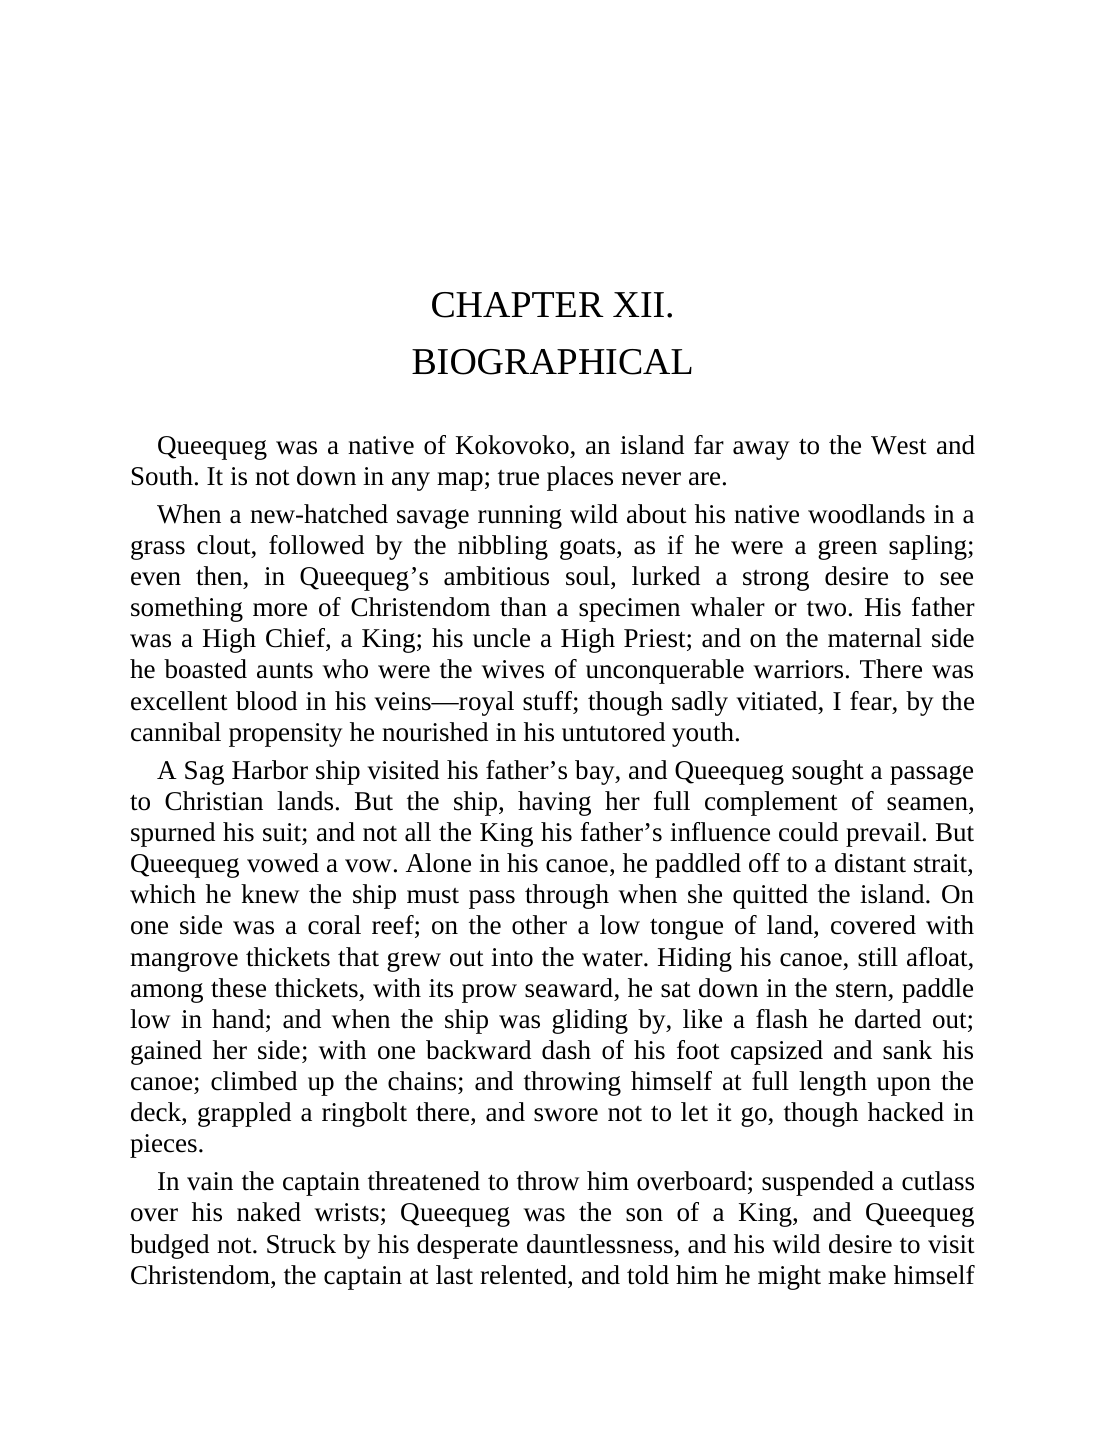 CHAPTER XII.
BIOGRAPHICAL
Queequeg was a native of Kokovoko, an island far away to the West and
South. It is not down in any map; true places never are.
When a new-hatched savage running wild about his native woodlands in a
grass clout, followed by the nibbling goats, as if he were a green sapling;
even then, in Queequeg’s ambitious soul, lurked a strong desire to see
something more of Christendom than a specimen whaler or two. His father
was a High Chief, a King; his uncle a High Priest; and on the maternal side
he boasted aunts who were the wives of unconquerable warriors. There was
excellent blood in his veins—royal stuff; though sadly vitiated, I fear, by the
cannibal propensity he nourished in his untutored youth.
A Sag Harbor ship visited his father’s bay, and Queequeg sought a passage
to Christian lands. But the ship, having her full complement of seamen,
spurned his suit; and not all the King his father’s influence could prevail. But
Queequeg vowed a vow. Alone in his canoe, he paddled off to a distant strait,
which he knew the ship must pass through when she quitted the island. On
one side was a coral reef; on the other a low tongue of land, covered with
mangrove thickets that grew out into the water. Hiding his canoe, still afloat,
among these thickets, with its prow seaward, he sat down in the stern, paddle
low in hand; and when the ship was gliding by, like a flash he darted out;
gained her side; with one backward dash of his foot capsized and sank his
canoe; climbed up the chains; and throwing himself at full length upon the
deck, grappled a ringbolt there, and swore not to let it go, though hacked in
pieces.
In vain the captain threatened to throw him overboard; suspended a cutlass
over his naked wrists; Queequeg was the son of a King, and Queequeg
budged not. Struck by his desperate dauntlessness, and his wild desire to visit
Christendom, the captain at last relented, and told him he might make himself